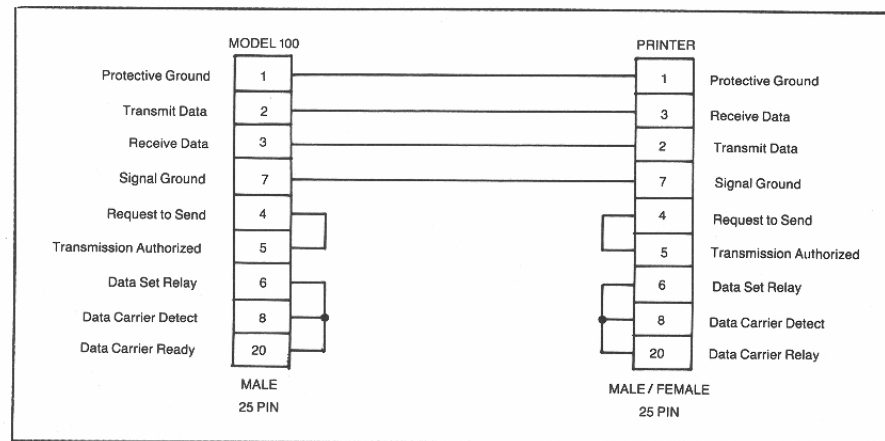 MODEL 100
Protective Ground 1
Transmit Data 2
Receive Data 3
Signal Ground 7
Request to Send 4
Transmission Authorized 5
Data Set Relay 6
Data Carrier Detect 8
Data Carrier Ready 20
MALE
25 PIN
PRINTER
1 Protective Ground
3 Receive Data
2 Transmit Data
7 Signal Ground
4 Request to Send
5 Transmission Authorized
6 Data Set Relay
8 Data Carrier Detect
20 Data Carrier Relay
MALE / FEMALE
25 PIN